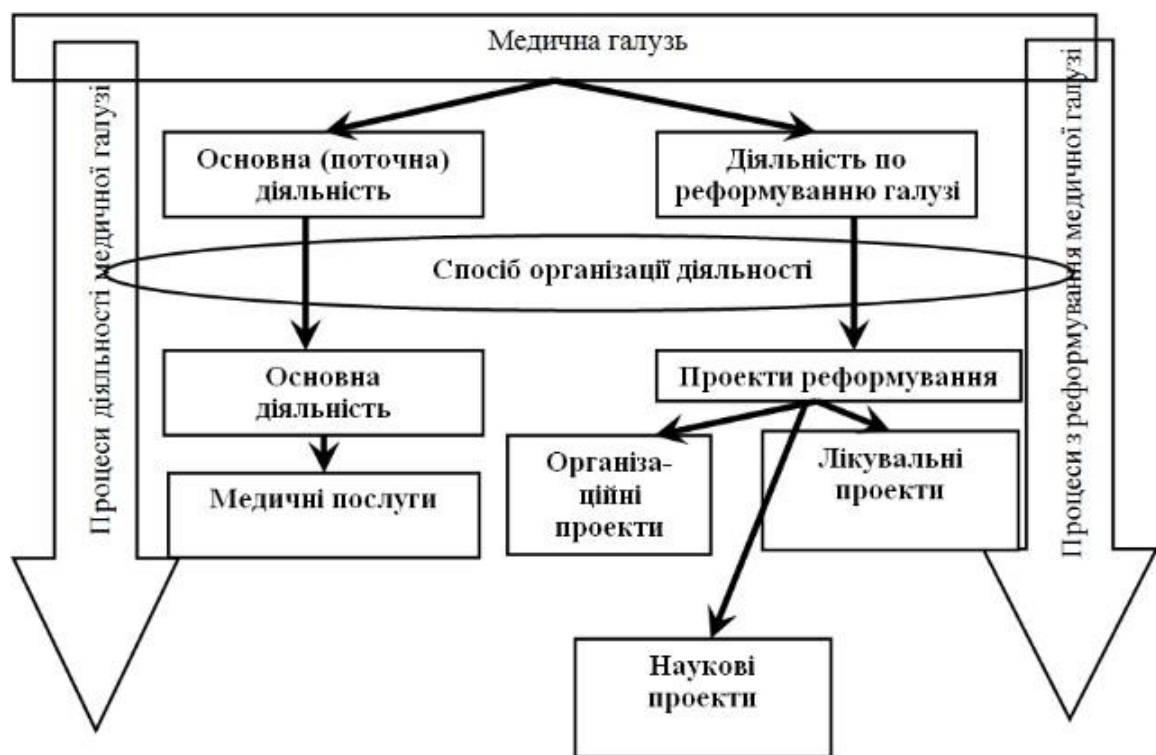 Медична галузь
Процеси діяльності медичної галузі
Процеси з реформування медичної галузі
Основна (поточна)
діяльність
Діяльність по
реформуванню галузі
Спосіб організації діяльності
Основна
діяльність
Проекти реформування
Медичні послуги
Організа-
ційні
проекти
Лікувальні
проекти
Наукові
проекти